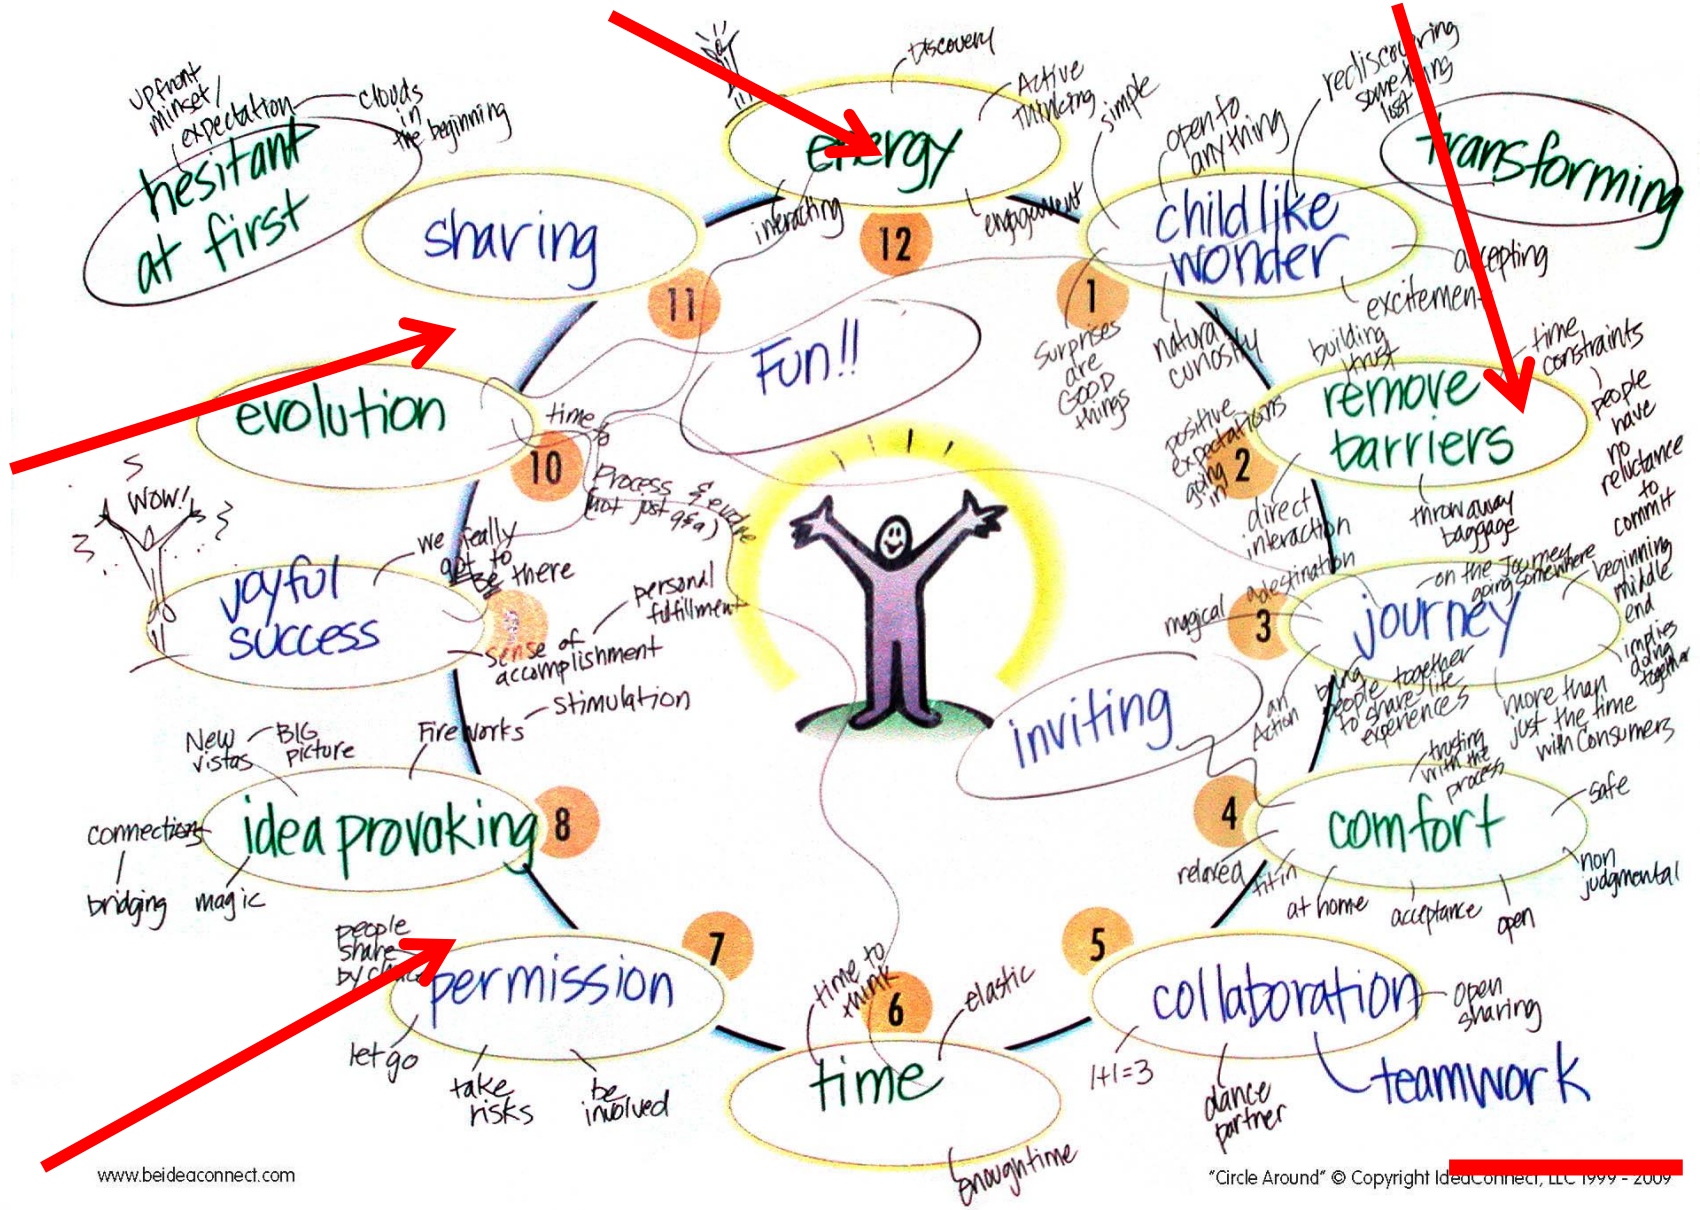 upfront
minset/
expectation
clouds
in
the beginning
hesitant
at first
sharing
11
Discovery
Active
thinking
energy
interacting
engagement
12
simple
open to
anything
rediscovering
something
lost
childlike
wonder
1
accepting
excitement
natural
curiosity
surprises
are
GOOD
things
transforming
Fun!!
building
trust
time
constraints
people
have
no
reluctance
to
commit
remove
barriers
2
positive
expectations
going
in
direct
interaction
throw away
baggage
evolution
10
time to
Process & evolve
(not just q&a)
WOW!
joyful
success
we really
got to
be there
personal
fulfillment
sense of
accomplishment
stimulation
on the Journey
going somewhere
beginning
middle
end
implies
doing
together
a destination
magical
journey
3
an
Action
bring
people together
to share life
experiences
more than
just the time
with consumers
inviting
New
vistas
BIG
picture
Fireworks
idea provoking
8
connections
bridging
magic
trusting
with the
process
safe
comfort
4
relaxed
fit in
at home
acceptance
open
non
judgmental
people
share
by choice
permission
7
let go
take
risks
be
involved
time to
think
6
elastic
time
enough time
5
collaboration
open
sharing
1+1=3
dance
partner
teamwork
www.beideaconnect.com
"Circle Around" © Copyright IdeaConnect, LLC 1999 - 2009